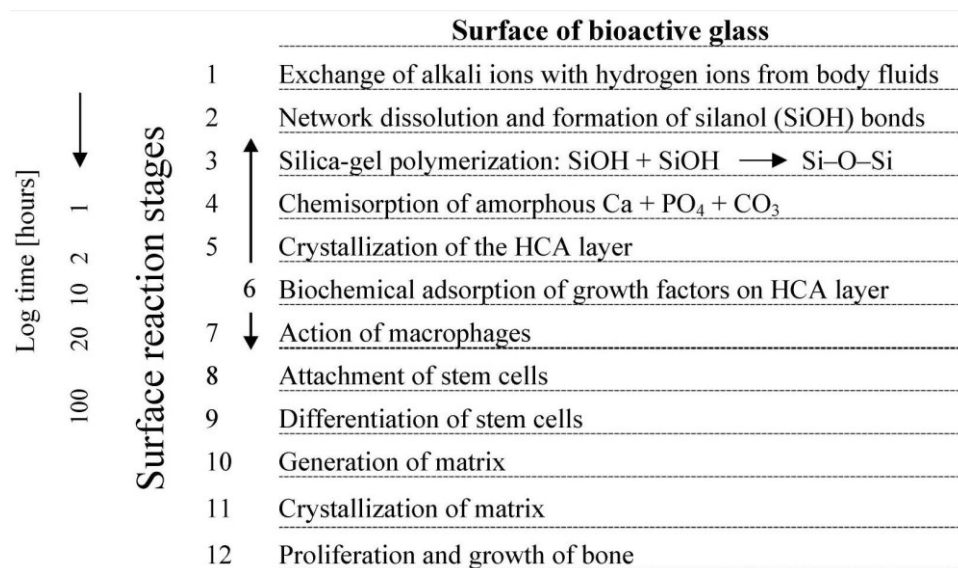 Surface of bioactive glass
1 Exchange of alkali ions with hydrogen ions from body fluids
2 Network dissolution and formation of silanol (SiOH) bonds
3 Silica-gel polymerization: SiOH + SiOH ⟶ Si–O–Si
4 Chemisorption of amorphous Ca + PO₄ + CO₃
5 Crystallization of the HCA layer
6 Biochemical adsorption of growth factors on HCA layer
7 Action of macrophages
8 Attachment of stem cells
9 Differentiation of stem cells
10 Generation of matrix
11 Crystallization of matrix
12 Proliferation and growth of bone
Log time [hours]
1
2
10
20
100
Surface reaction stages